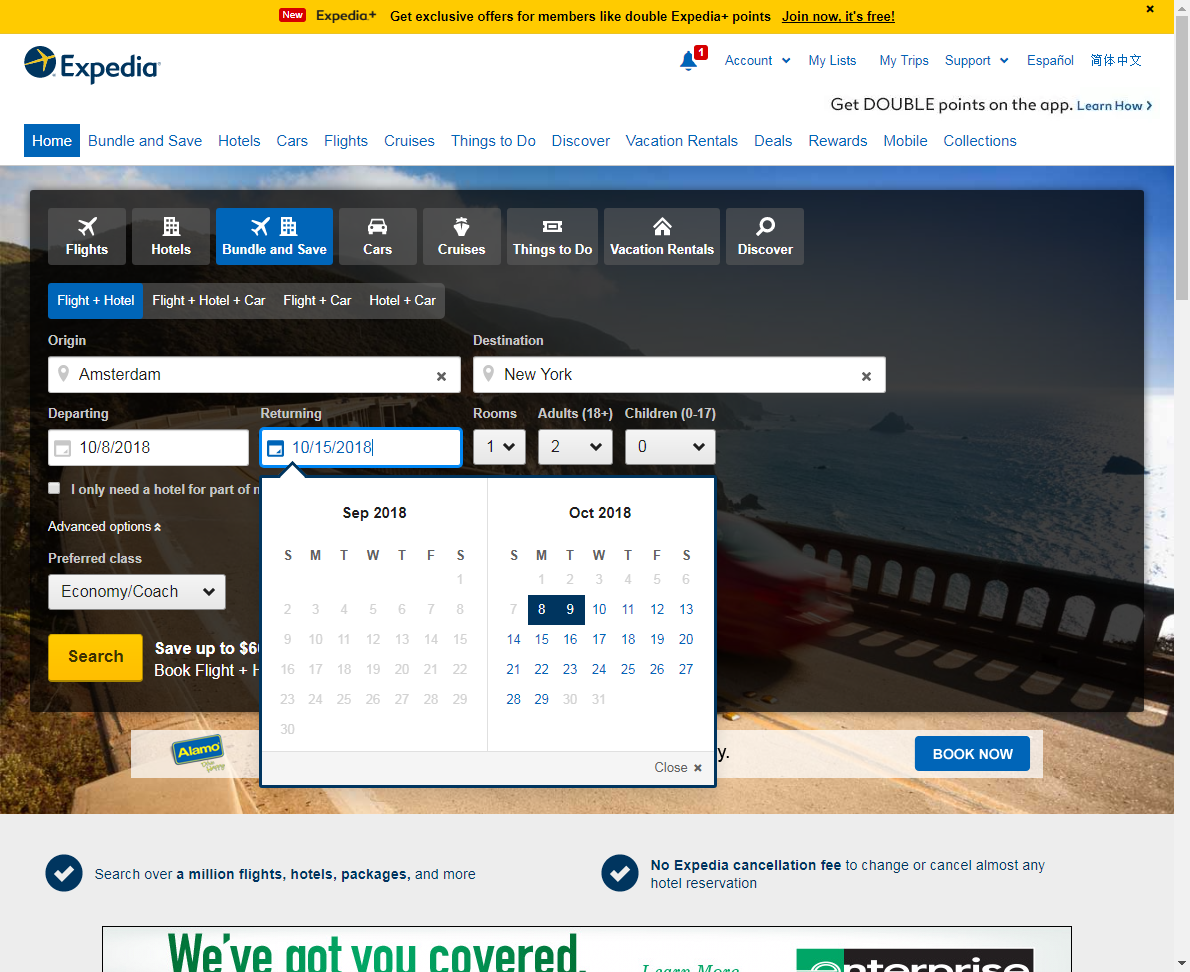 New Expedia+ Get exclusive offers for members like double Expedia+ points Join now, it's free!
Expedia
1 Account My Lists My Trips Support Español 简体中文
Get DOUBLE points on the app. Learn How
Home Bundle and Save Hotels Cars Flights Cruises Things to Do Discover Vacation Rentals Deals Rewards Mobile Collections
Flights Hotels Bundle and Save Cars Cruises Things to Do Vacation Rentals Discover
Flight + Hotel Flight + Hotel + Car Flight + Car Hotel + Car
Origin Destination
Amsterdam New York
Departing Returning Rooms Adults (18+) Children (0-17)
10/8/2018 10/15/2018 1 2 0
I only need a hotel for part of
Advanced options
Preferred class
Economy/Coach
Search
Save up to $6
Book Flight +
Sep 2018 Oct 2018
S M T W T F S S M T W T F S
1 1 2 3 4 5 6
2 3 4 5 6 7 8 7 8 9 10 11 12 13
9 10 11 12 13 14 15 14 15 16 17 18 19 20
16 17 18 19 20 21 22 21 22 23 24 25 26 27
23 24 25 26 27 28 29 28 29 30 31
30
Close
Alamo
y. BOOK NOW
Search over a million flights, hotels, packages, and more
No Expedia cancellation fee to change or cancel almost any
hotel reservation
We've got you covered.
Learn More
enterprise